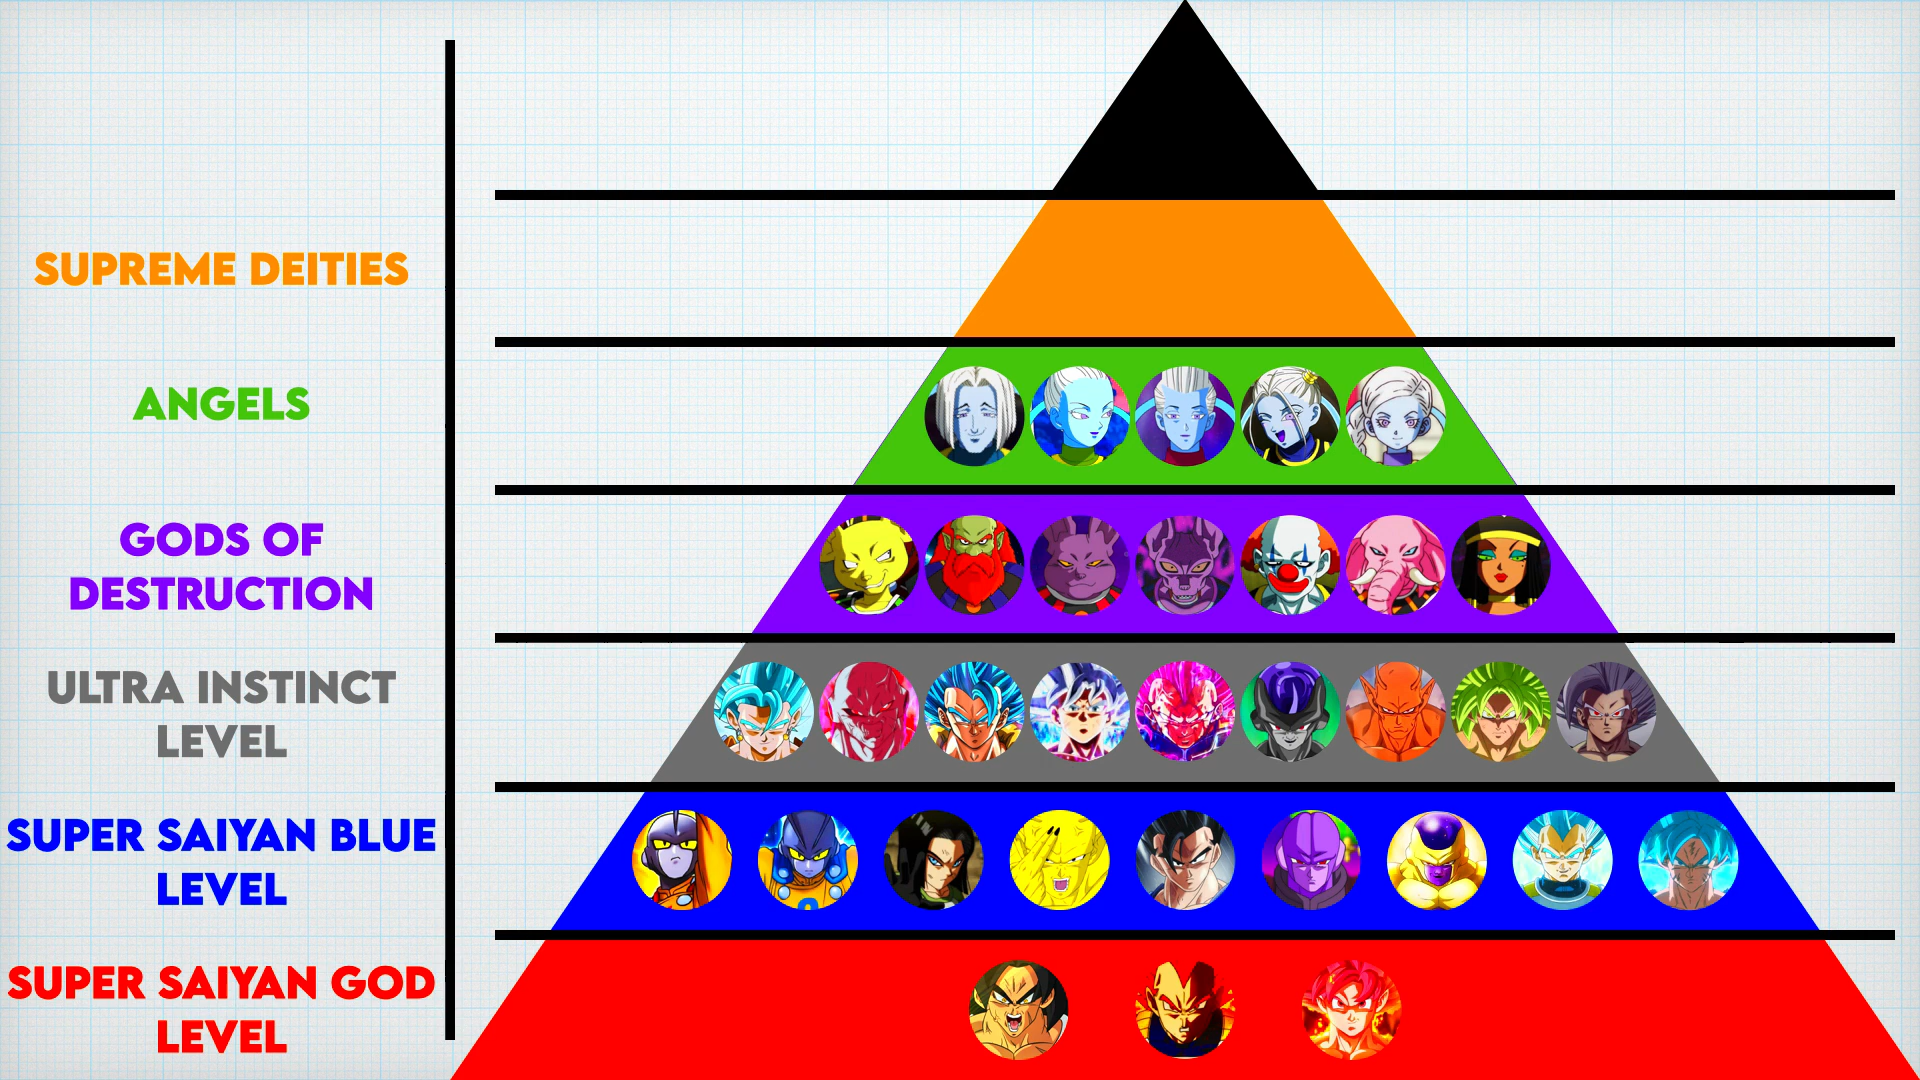 SUPREME DEITIES
ANGELS
GODS OF
DESTRUCTION
ULTRA INSTINCT
LEVEL
SUPER SAIYAN BLUE
LEVEL
SUPER SAIYAN GOD
LEVEL